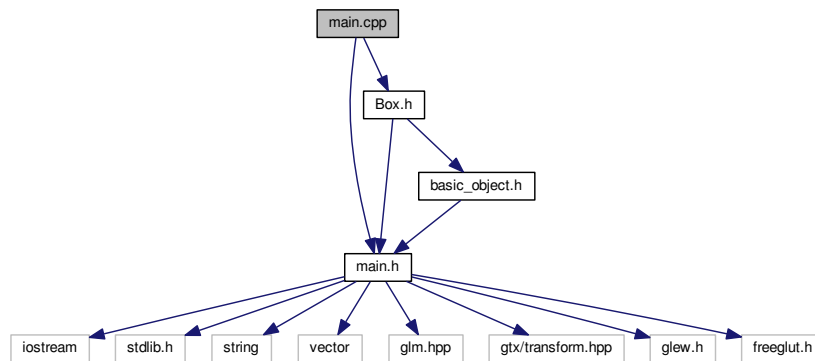 main.cpp
Box.h
basic_object.h
main.h
iostream
stdlib.h
string
vector
glm.hpp
gtx/transform.hpp
glew.h
freeglut.h